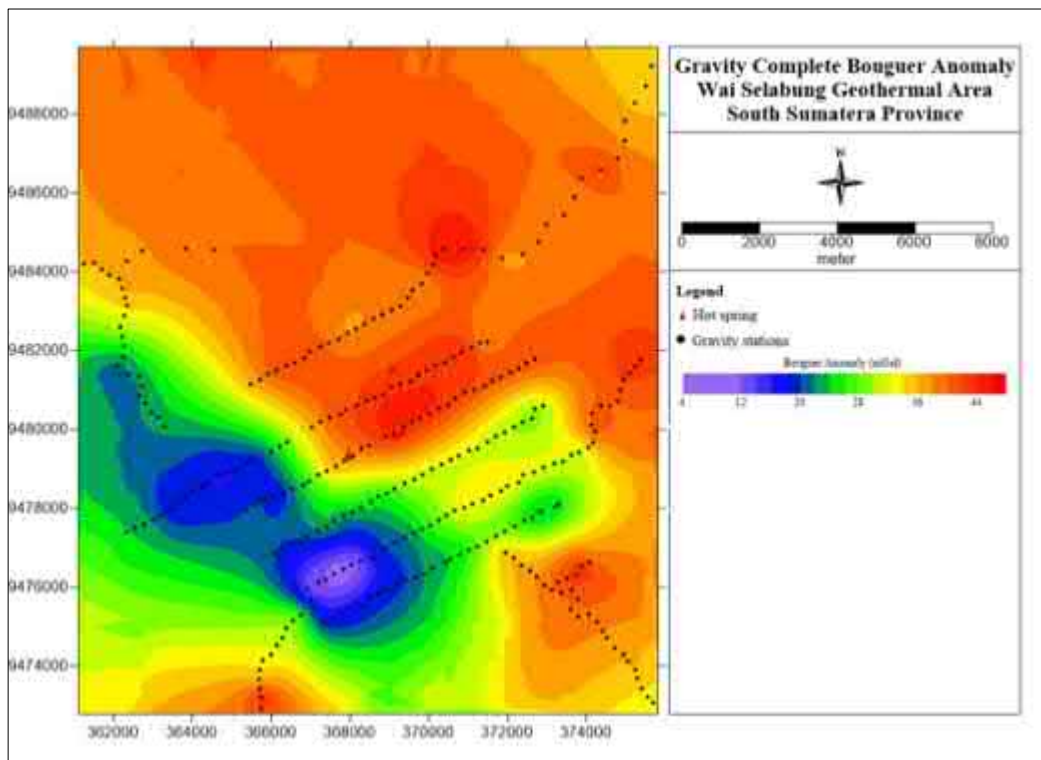 Gravity Complete Bouguer Anomaly
Wai Selabung Geothermal Area
South Sumatera Province
N
0 2000 4000 6000 8000
meter
Legend
Hot spring
Gravity stations
Bouguer Anomaly (mGal)
4 12 20 28 36 44
9488000
9486000
9484000
9482000
9480000
9478000
9476000
9474000
362000 364000 366000 368000 370000 372000 374000